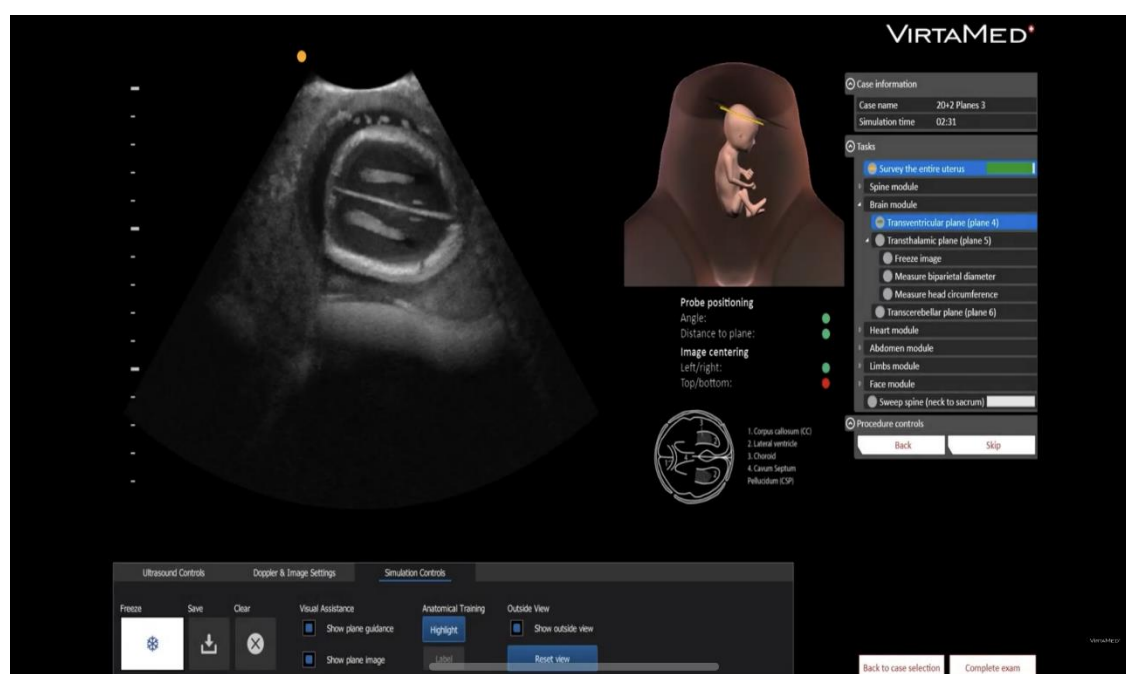 VIRTAMED
Case information
Case name 20+2 Planes 3
Simulation time 02:31
Tasks
Survey the entire uterus
Spine module
Brain module
Transventricular plane (plane 4)
Transthalamic plane (plane 5)
Freeze image
Measure biparietal diameter
Measure head circumference
Transcerebellar plane (plane 6)
Heart module
Abdomen module
Limbs module
Face module
Sweep spine (neck to sacrum)
Procedure controls
Back Skip
Probe positioning
Angle:
Distance to plane:
Image centering
Left/right:
Top/bottom:
3
1 4
2
1. Corpus callosum (CC)
2. Lateral ventricle
3. Choroid
4. Cavum Septum
Pellucidum (CSP)
Ultrasound Controls Doppler & Image Settings Simulation Controls
Freeze Save Clear Visual Assistance Anatomical Training Outside View
Show plane guidance Highlight Show outside view
Show plane image Label Reset view
VIRTAMED
Back to case selection Complete exam